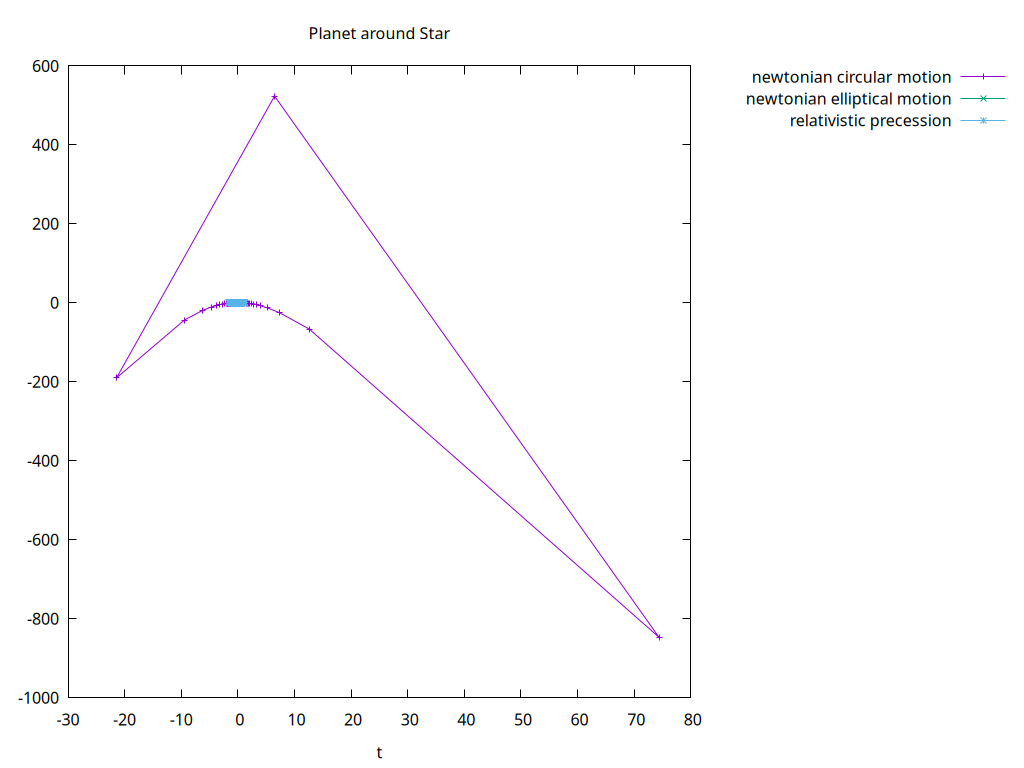 Planet around Star
newtonian circular motion
newtonian elliptical motion
relativistic precession
600
400
200
0
-200
-400
-600
-800
-1000
-30 -20 -10 0 10 20 30 40 50 60 70 80
t